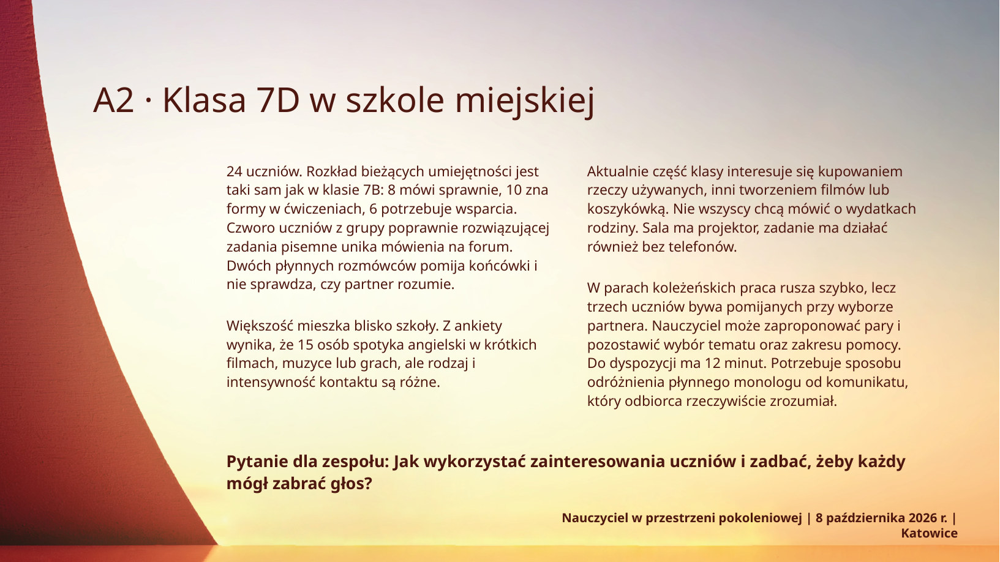 A2 · Klasa 7D w szkole miejskiej
24 uczniów. Rozkład bieżących umiejętności jest
taki sam jak w klasie 7B: 8 mówi sprawnie, 10 zna
formy w ćwiczeniach, 6 potrzebuje wsparcia.
Czworo uczniów z grupy poprawnie rozwiązującej
zadania pisemne unika mówienia na forum.
Dwóch płynnych rozmówców pomija końcówki i
nie sprawdza, czy partner rozumie.
Większość mieszka blisko szkoły. Z ankiety
wynika, że 15 osób spotyka angielski w krótkich
filmach, muzyce lub grach, ale rodzaj i
intensywność kontaktu są różne.
Aktualnie część klasy interesuje się kupowaniem
rzeczy używanych, inni tworzeniem filmów lub
koszykówką. Nie wszyscy chcą mówić o wydatkach
rodziny. Sala ma projektor, zadanie ma działać
również bez telefonów.
W parach koleżeńskich praca rusza szybko, lecz
trzech uczniów bywa pomijanych przy wyborze
partnera. Nauczyciel może zaproponować pary i
pozostawić wybór tematu oraz zakresu pomocy.
Do dyspozycji ma 12 minut. Potrzebuje sposobu
odróżnienia płynnego monologu od komunikatu,
który odbiorca rzeczywiście zrozumiał.
Pytanie dla zespołu: Jak wykorzystać zainteresowania uczniów i zadbać, żeby każdy
mógł zabrać głos?
Nauczyciel w przestrzeni pokoleniowej | 8 października 2026 r. |
Katowice